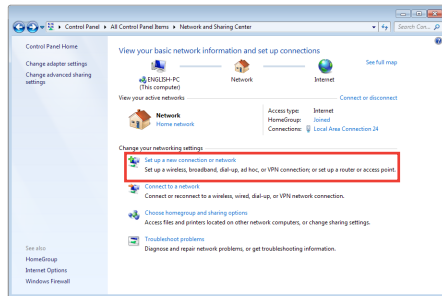 Control Panel ▸ All Control Panel Items ▸ Network and Sharing Center
Search Con...
Control Panel Home
Change adapter settings
Change advanced sharing
settings
See also
HomeGroup
Internet Options
Windows Firewall
View your basic network information and set up connections
See full map
ENGLISH-PC
(This computer)
Network
Internet
View your active networks
Connect or disconnect
Network
Home network
Access type: Internet
HomeGroup: Joined
Connections: Local Area Connection 24
Change your networking settings
Set up a new connection or network
Set up a wireless, broadband, dial-up, ad hoc, or VPN connection; or set up a router or access point.
Connect to a network
Connect or reconnect to a wireless, wired, dial-up, or VPN network connection.
Choose homegroup and sharing options
Access files and printers located on other network computers, or change sharing settings.
Troubleshoot problems
Diagnose and repair network problems, or get troubleshooting information.